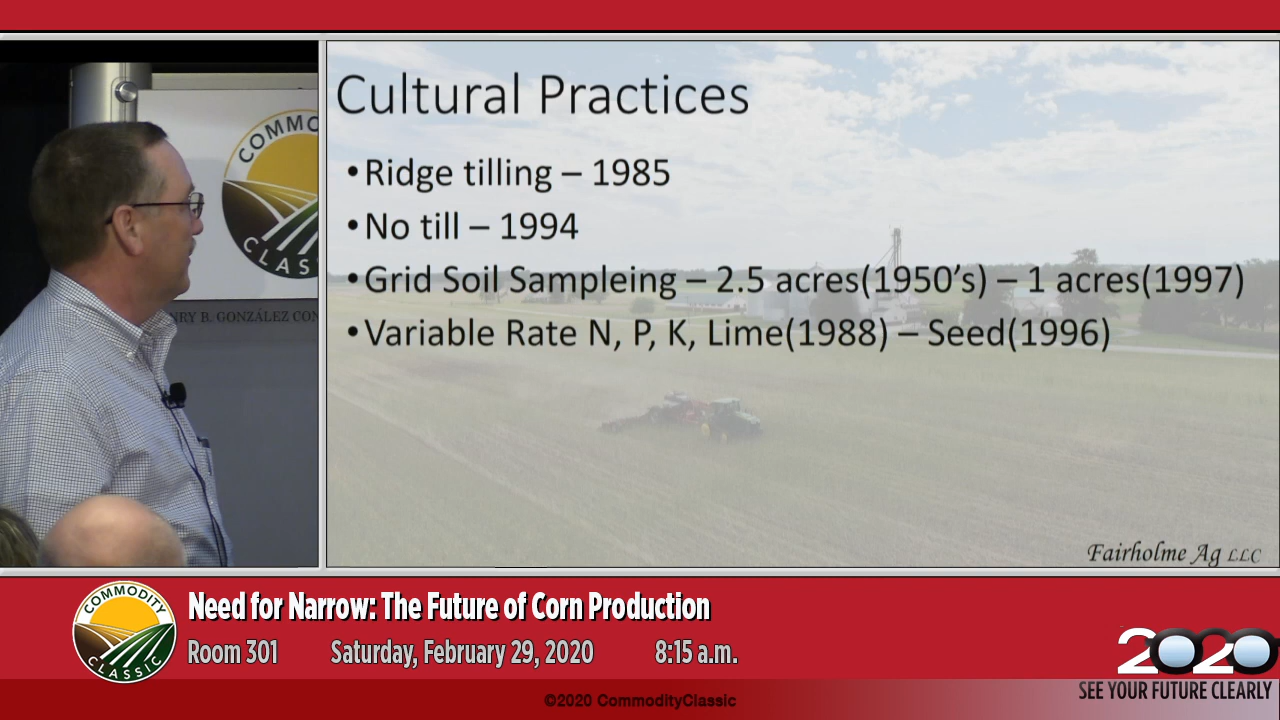 COMMO
CLAS
NRY B. GONZÁLEZ CON
Cultural Practices
•Ridge tilling – 1985
•No till – 1994
•Grid Soil Sampleing – 2.5 acres(1950’s) – 1 acres(1997)
•Variable Rate N, P, K, Lime(1988) – Seed(1996)
Fairholme Ag LLC
COMMODITY
CLASSIC
Need for Narrow: The Future of Corn Production
Room 301 Saturday, February 29, 2020 8:15 a.m.
2020
SEE YOUR FUTURE CLEARLY
©2020 CommodityClassic